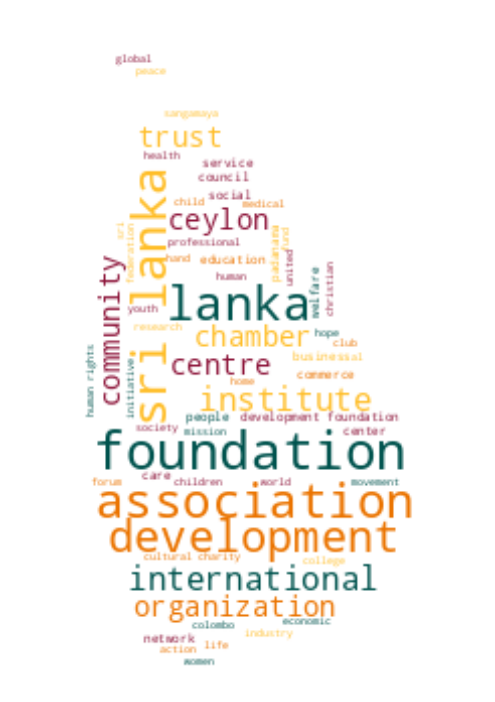 global
peace
sangamaya
trust
health
service
council
sri lanka
social
child
medical
ceylon
sri
federation
professional
padanama
fund
hand
education
united
community
human
welfare
christian
lanka
youth
research
chamber
hope
club
human rights
initiative
centre
business
al
commerce
home
institute
people
development
foundation
society
mission
center
foundation
care
forum
children
world
movement
association
development
cultural
charity
college
international
organization
colombo
economic
industry
network
action
life
women